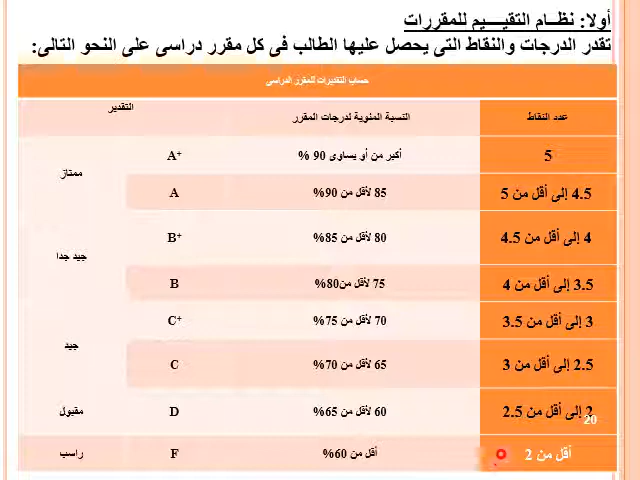 أولا: نظــام التقيـــيم للمقررات
تقدر الدرجات والنقاط التى يحصل عليها الطالب فى كل مقرر دراسى على النحو التالى:
حساب التقديرات للمقرر الدراسى
عدد النقاط النسبة المئوية لدرجات المقرر التقدير
5 أكبر من أو يساوى 90 % A+ ممتاز
4.5 إلى أقل من 5 85 لأقل من 90% A
4 إلى أقل من 4.5 80 لأقل من 85% B+ جيد جدا
3.5 إلى أقل من 4 75 لأقل من80% B
3 إلى أقل من 3.5 70 لأقل من 75% C+ جيد
2.5 إلى أقل من 3 65 لأقل من 70% C
2 إلى أقل من 2.5 60 لأقل من 65% D مقبول
20
أقل من 2 أقل من 60% F راسب